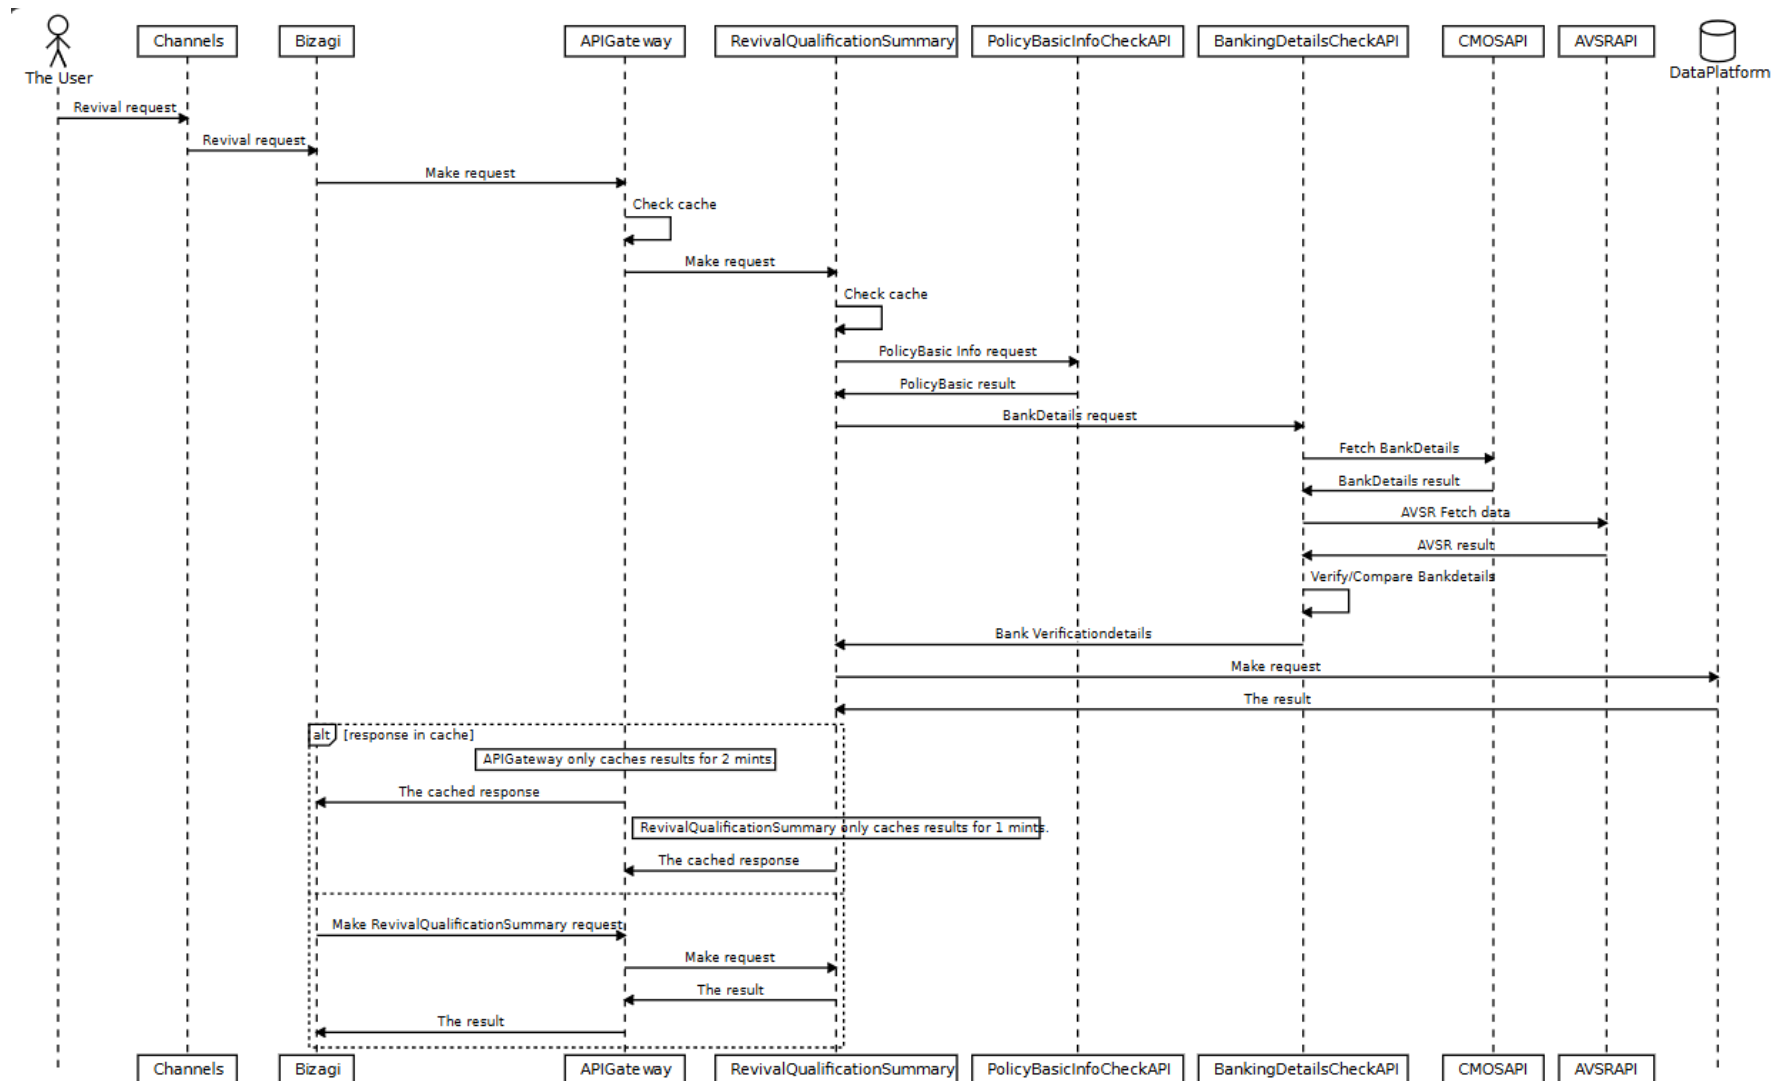 The User
Channels
Bizagi
APIGateway
RevivalQualificationSummary
PolicyBasicInfoCheckAPI
BankingDetailsCheckAPI
CMOSAPI
AVSRAPI
DataPlatform
Revival request
Revival request
Make request
Check cache
Make request
Check cache
PolicyBasic Info request
PolicyBasic result
BankDetails request
Fetch BankDetails
BankDetails result
AVSR Fetch data
AVSR result
Verify/Compare Bankdetails
Bank Verificationdetails
Make request
The result
alt [response in cache]
APIGateway only caches results for 2 mints.
The cached response
RevivalQualificationSummary only caches results for 1 mints.
The cached response
Make RevivalQualificationSummary request
Make request
The result
The result
Channels
Bizagi
APIGateway
RevivalQualificationSummary
PolicyBasicInfoCheckAPI
BankingDetailsCheckAPI
CMOSAPI
AVSRAPI